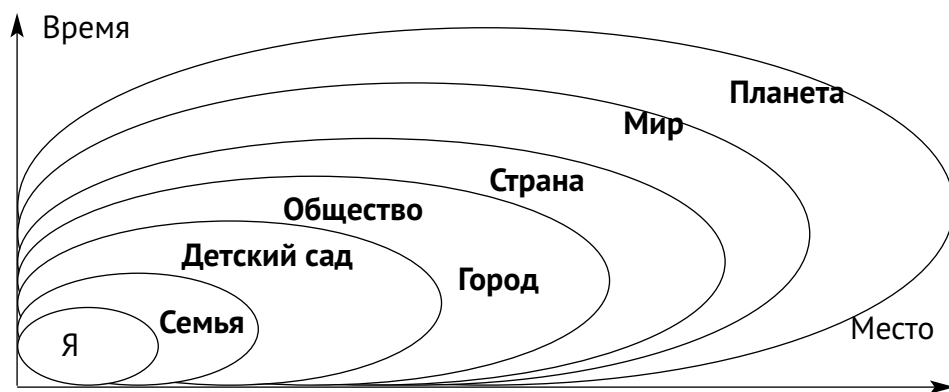 Время
Планета
Мир
Страна
Общество
Детский сад
Город
Семья
Место
Я